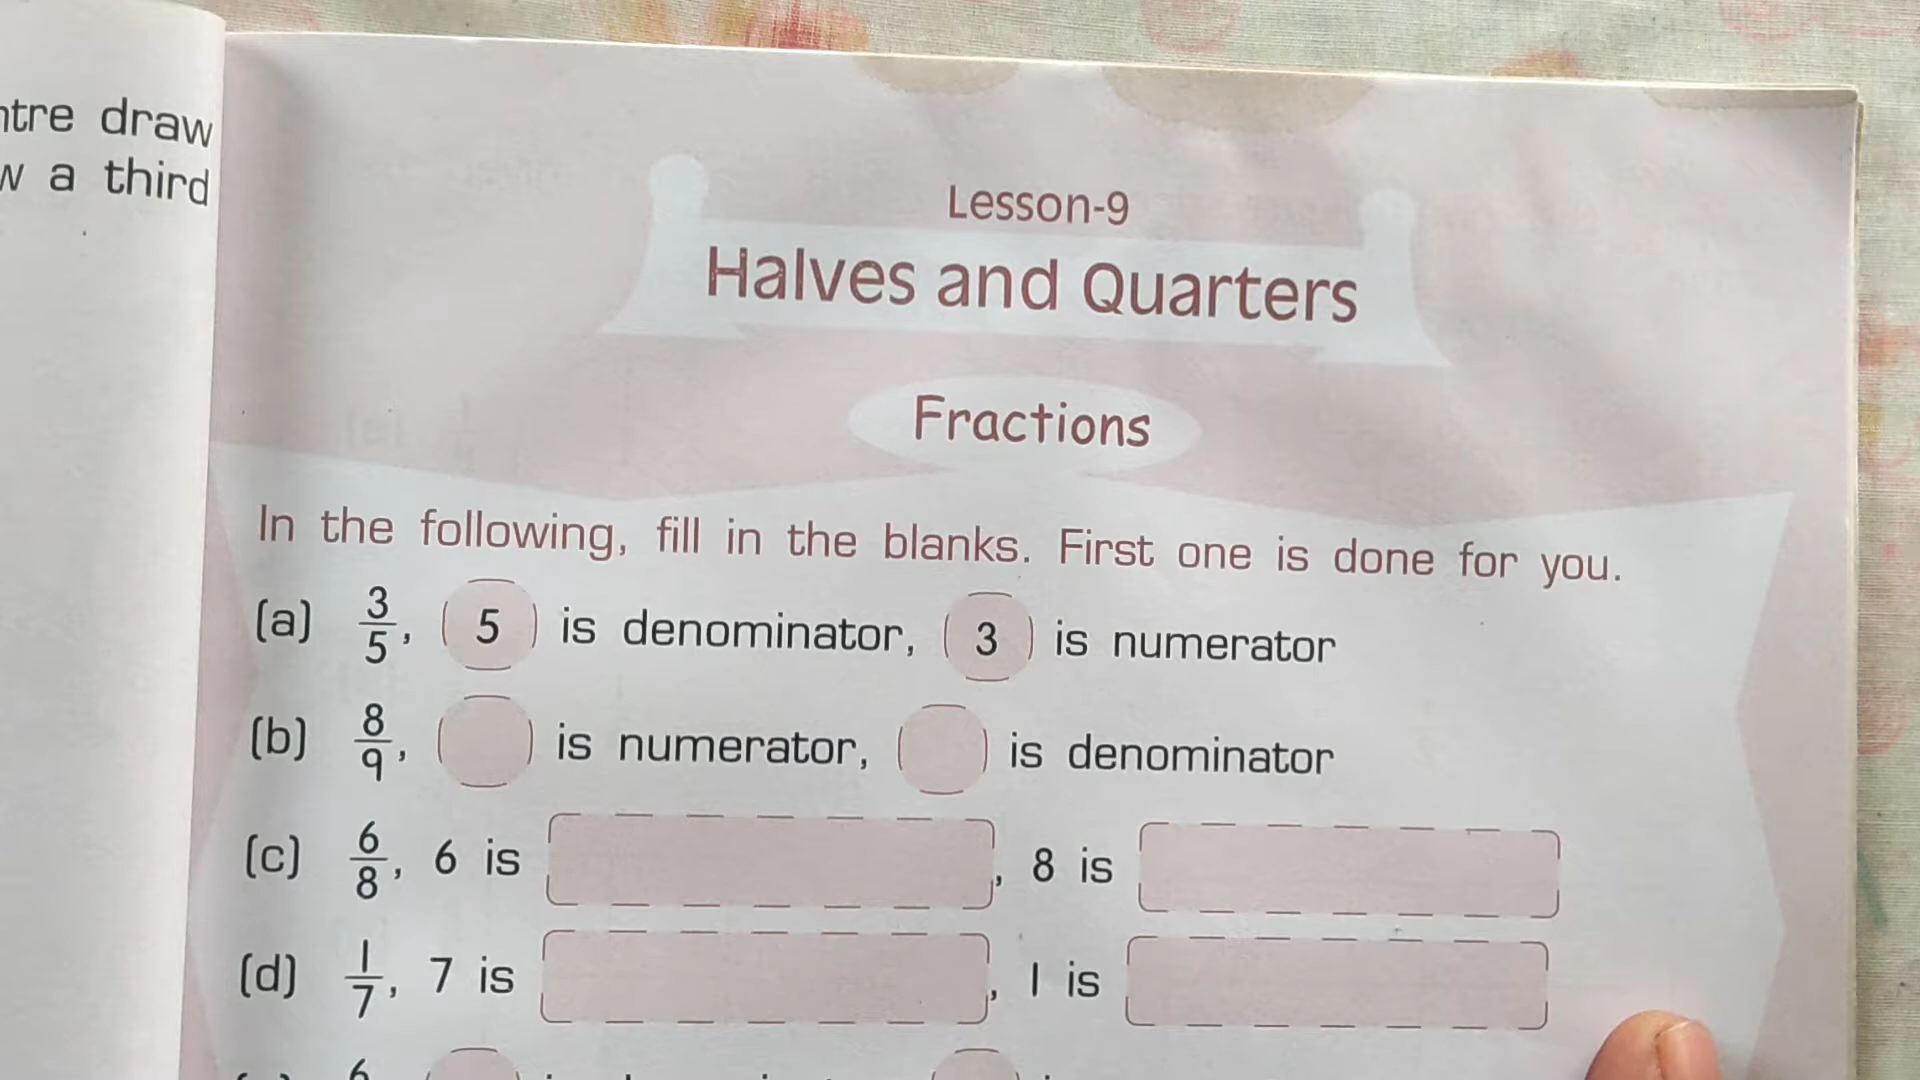 draw
a third
Lesson-9
Halves and Quarters
Fractions
In the following, fill in the blanks. First one is done for you.
(a) 3/5, 5 is denominator, 3 is numerator
(b) 8/9, is numerator, is denominator
(c) 6/8, 6 is , 8 is
(d) 1/7, 7 is , 1 is
6